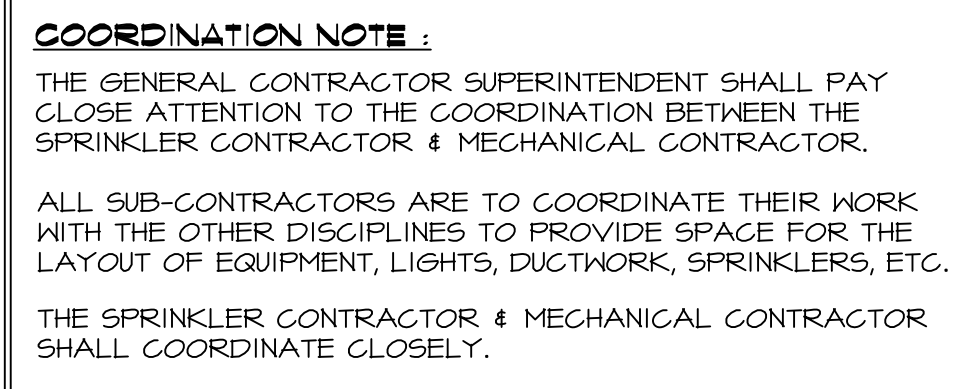 COORDINATION NOTE :
THE GENERAL CONTRACTOR SUPERINTENDENT SHALL PAY
CLOSE ATTENTION TO THE COORDINATION BETWEEN THE
SPRINKLER CONTRACTOR & MECHANICAL CONTRACTOR.
ALL SUB-CONTRACTORS ARE TO COORDINATE THEIR WORK
WITH THE OTHER DISCIPLINES TO PROVIDE SPACE FOR THE
LAYOUT OF EQUIPMENT, LIGHTS, DUCTWORK, SPRINKLERS, ETC.
THE SPRINKLER CONTRACTOR & MECHANICAL CONTRACTOR
SHALL COORDINATE CLOSELY.